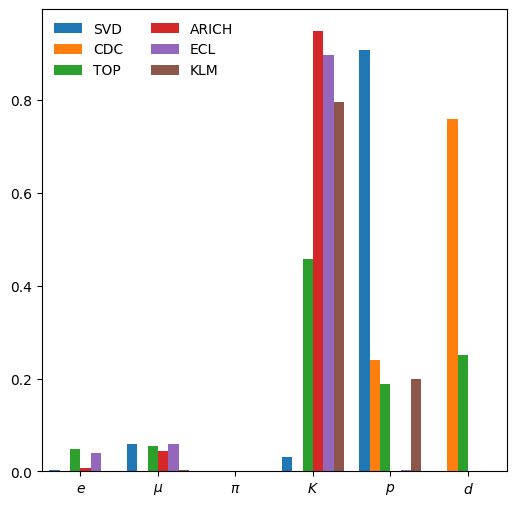 SVD ARICH
CDC ECL
TOP KLM
0.8
0.6
0.4
0.2
0.0
e μ π K p d